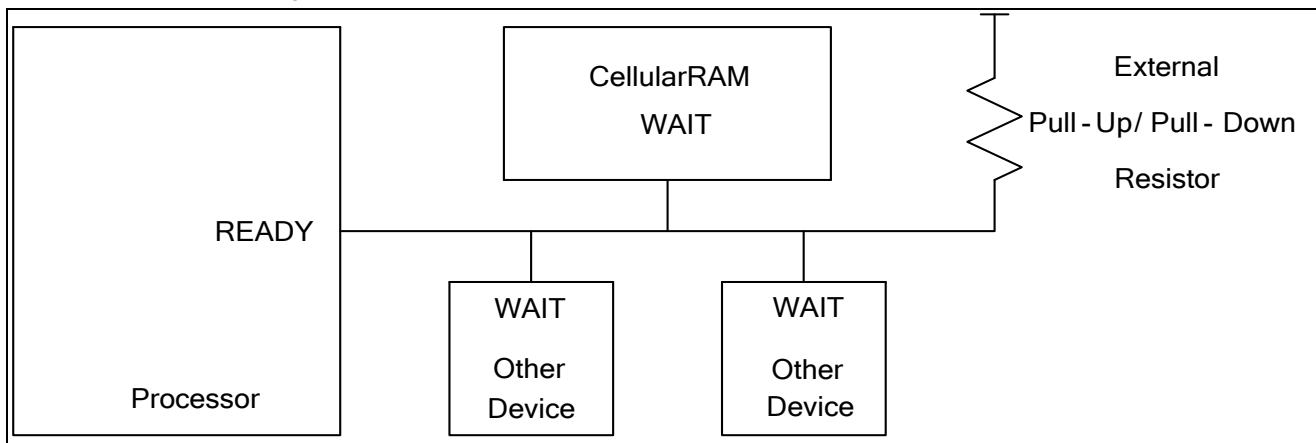 CellularRAM
WAIT
External
Pull-Up/ Pull- Down
Resistor
READY
WAIT
Other
Device
WAIT
Other
Device
Processor